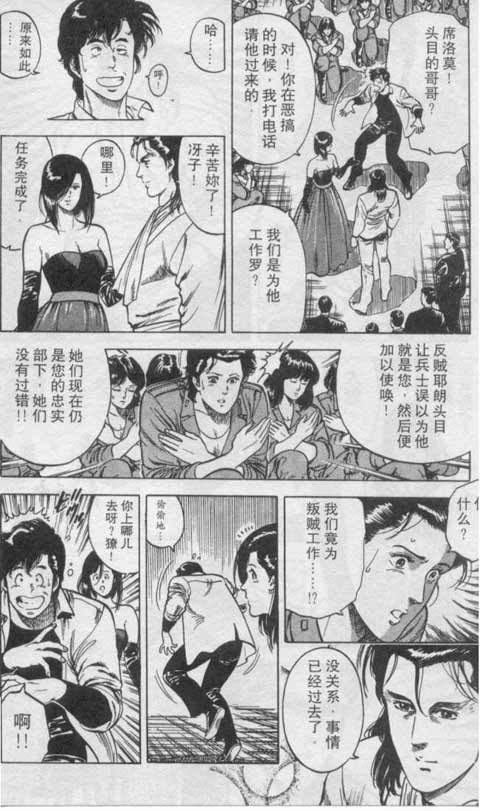 席洛莫！
头目的哥哥？
对！你在恶搞
的时候，我打电话
请他过来的．
我们是为他
工作罗？
哈……
……
呼！
原来如此
……
辛苦妳了！
冴子！
哪里！
任务完成了．
反贼耶朗头目
让兵士误以为他
就是您，然后便
加以使唤！
她们现在仍
是您的忠实
部下，她们
没有过错!!
什么？
我们竟为
叛贼工作……!?
没关系．事情
已经过去了．
偷偷地…
你上哪儿
去呀？獠！
啊!!